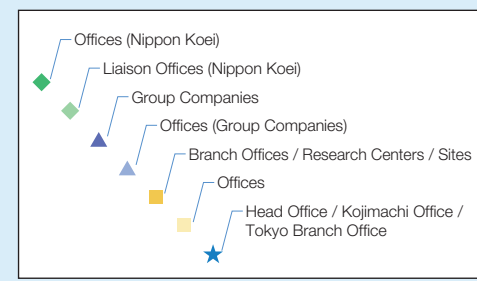 Offices (Nippon Koei)
Liaison Offices (Nippon Koei)
Group Companies
Offices (Group Companies)
Branch Offices / Research Centers / Sites
Offices
Head Office / Kojimachi Office /
Tokyo Branch Office